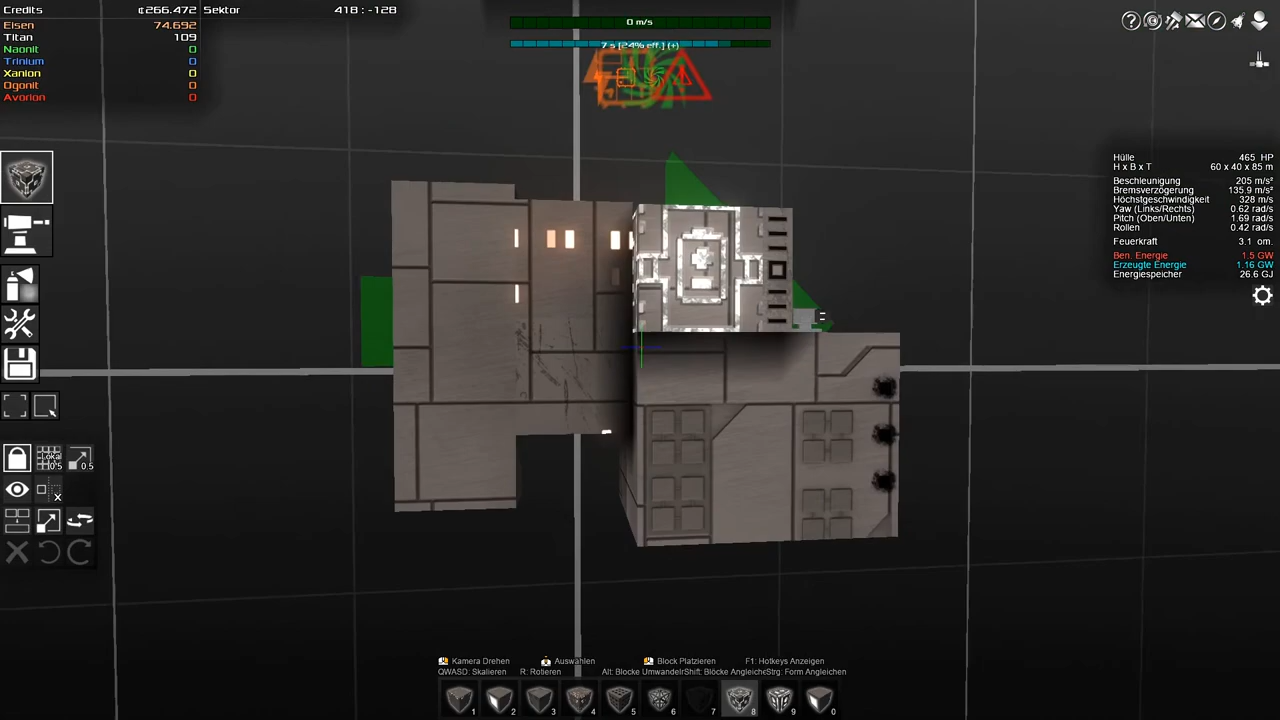 Credits ¢266.472 Sektor 418 : -128
Eisen 74.692
Titan 109
Naonit 0
Trinium 0
Xanion 0
Ogonit 0
Avorion 0
0 m/s
7 s [24% eff.] (+)
Hülle 465 HP
H x B x T 60 x 40 x 85 m
Beschleunigung 205 m/s²
Bremsverzögerung 135.9 m/s²
Höchstgeschwindigkeit 328 m/s
Yaw (Links/Rechts) 0.62 rad/s
Pitch (Oben/Unten) 1.69 rad/s
Rollen 0.42 rad/s
Feuerkraft 3.1 om.
Ben. Energie 1.5 GW
Erzeugte Energie 1.16 GW
Energiespeicher 26.6 GJ
Lokal
0.5 0.5
x
Kamera Drehen Auswählen Block Platzieren F1: Hotkeys Anzeigen
QWASD: Skalieren R: Rotieren Alt: Blöcke Umwandeln Shift: Blöcke Angleichen Strg: Form Angleichen
1 2 3 4 5 6 7 8 9 0